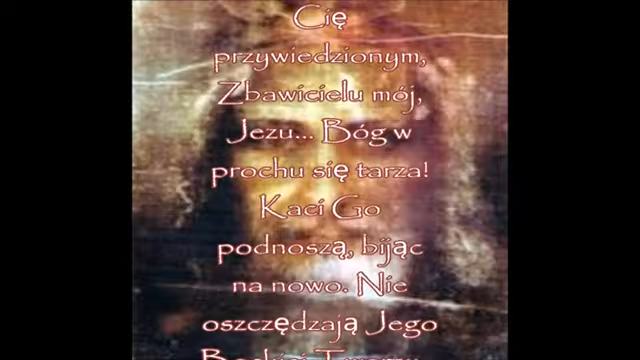 Cię
przywiedzionym,
Zbawicielu mój,
Jezu... Bóg w
prochu się tarza!
Kaci Go
podnoszą, bijąc
na nowo. Nie
oszczędzają Jego